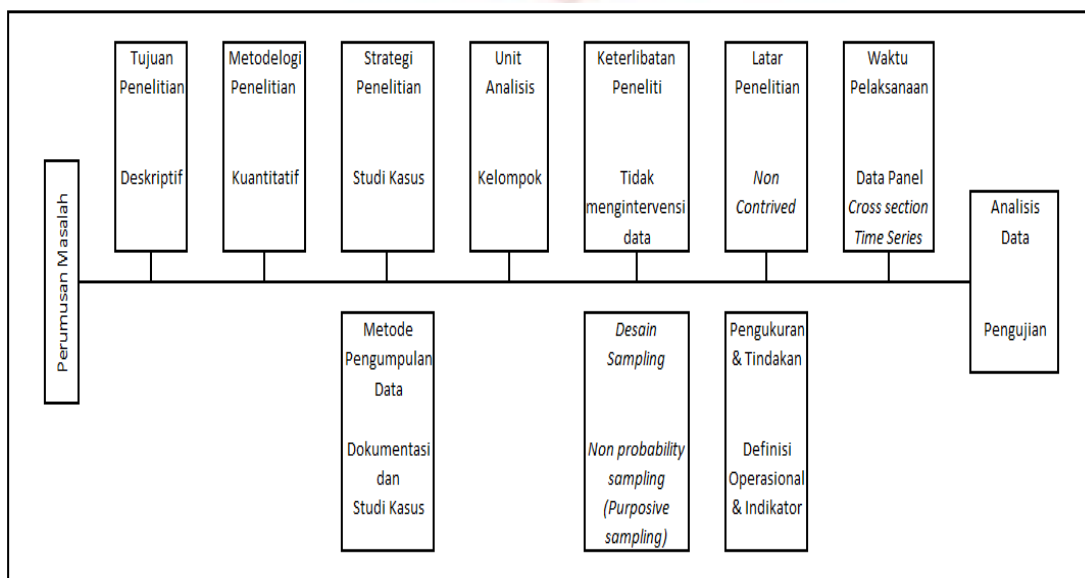 Perumusan Masalah
Tujuan
Penelitian
Deskriptif
Metodelogi
Penelitian
Kuantitatif
Strategi
Penelitian
Studi Kasus
Unit
Analisis
Kelompok
Keterlibatan
Peneliti
Tidak
mengintervensi
data
Latar
Penelitian
Non
Contrived
Waktu
Pelaksanaan
Data Panel
Cross section
Time Series
Metode
Pengumpulan
Data
Dokumentasi
dan
Studi Kasus
Desain
Sampling
Non probability
sampling
(Purposive
sampling)
Pengukuran
& Tindakan
Definisi
Operasional
& Indikator
Analisis
Data
Pengujian